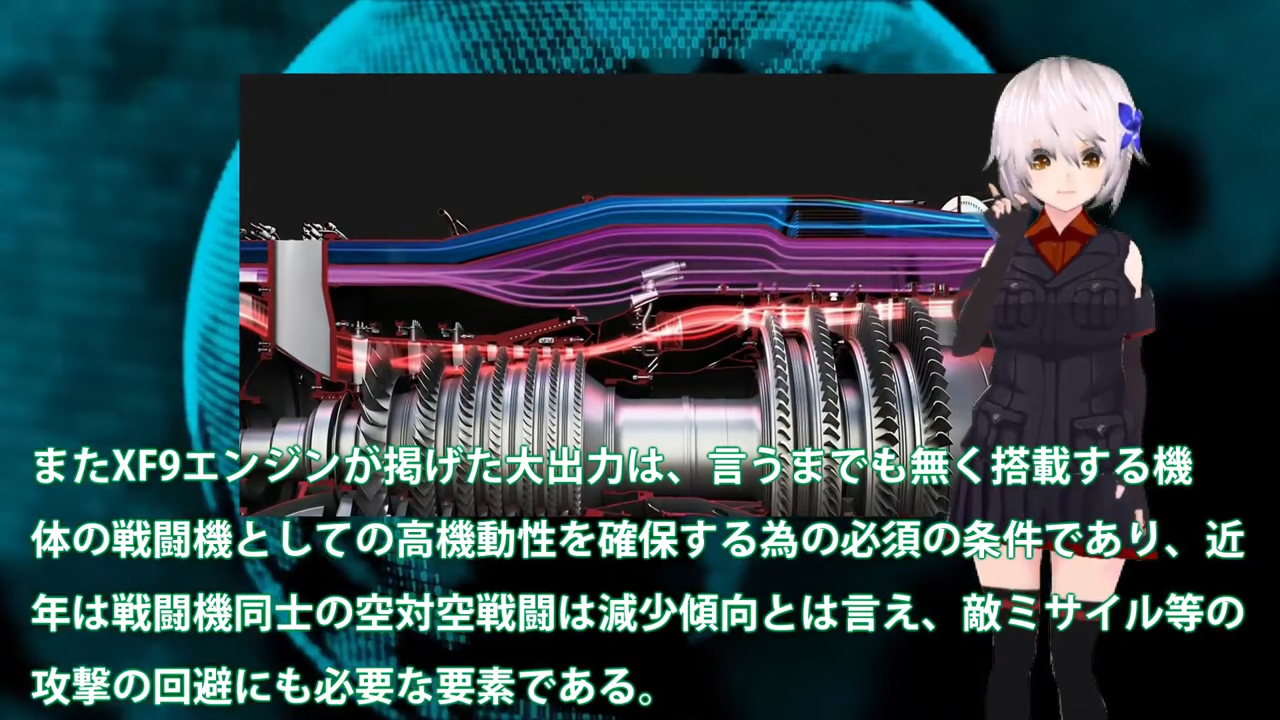 またXF9エンジンが掲げた大出力は、言うまでも無く搭載する機
体の戦闘機としての高機動性を確保する為の必須の条件であり、近
年は戦闘機同士の空対空戦闘は減少傾向とは言え、敵ミサイル等の
攻撃の回避にも必要な要素である。